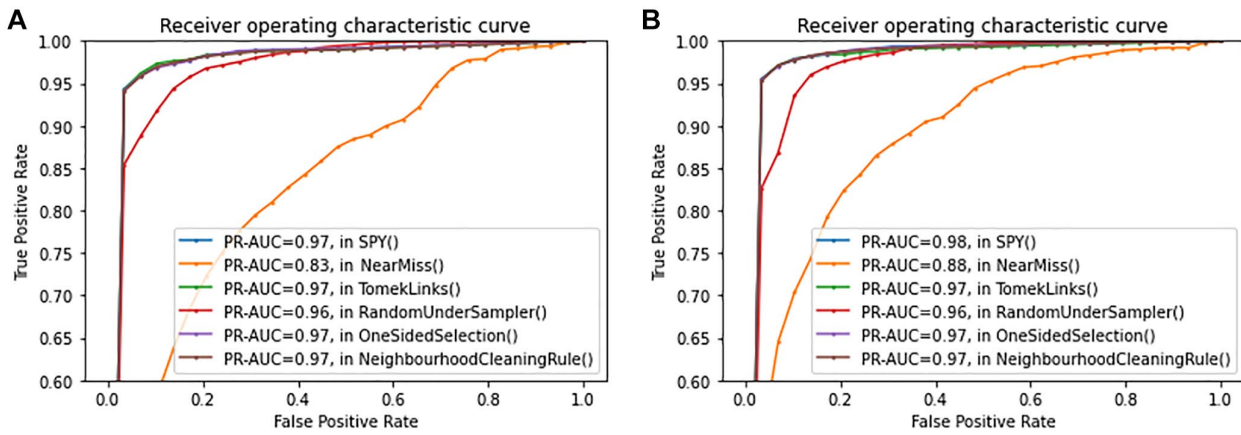 A
Receiver operating characteristic curve
1.00
0.95
0.90
0.85
0.80
0.75
0.70
0.65
0.60
True Positive Rate
PR-AUC=0.97, in SPY()
PR-AUC=0.83, in NearMiss()
PR-AUC=0.97, in TomekLinks()
PR-AUC=0.96, in RandomUnderSampler()
PR-AUC=0.97, in OneSidedSelection()
PR-AUC=0.97, in NeighbourhoodCleaningRule()
0.0 0.2 0.4 0.6 0.8 1.0
False Positive Rate
B
Receiver operating characteristic curve
1.00
0.95
0.90
0.85
0.80
0.75
0.70
0.65
0.60
True Positive Rate
PR-AUC=0.98, in SPY()
PR-AUC=0.88, in NearMiss()
PR-AUC=0.97, in TomekLinks()
PR-AUC=0.96, in RandomUnderSampler()
PR-AUC=0.97, in OneSidedSelection()
PR-AUC=0.97, in NeighbourhoodCleaningRule()
0.0 0.2 0.4 0.6 0.8 1.0
False Positive Rate